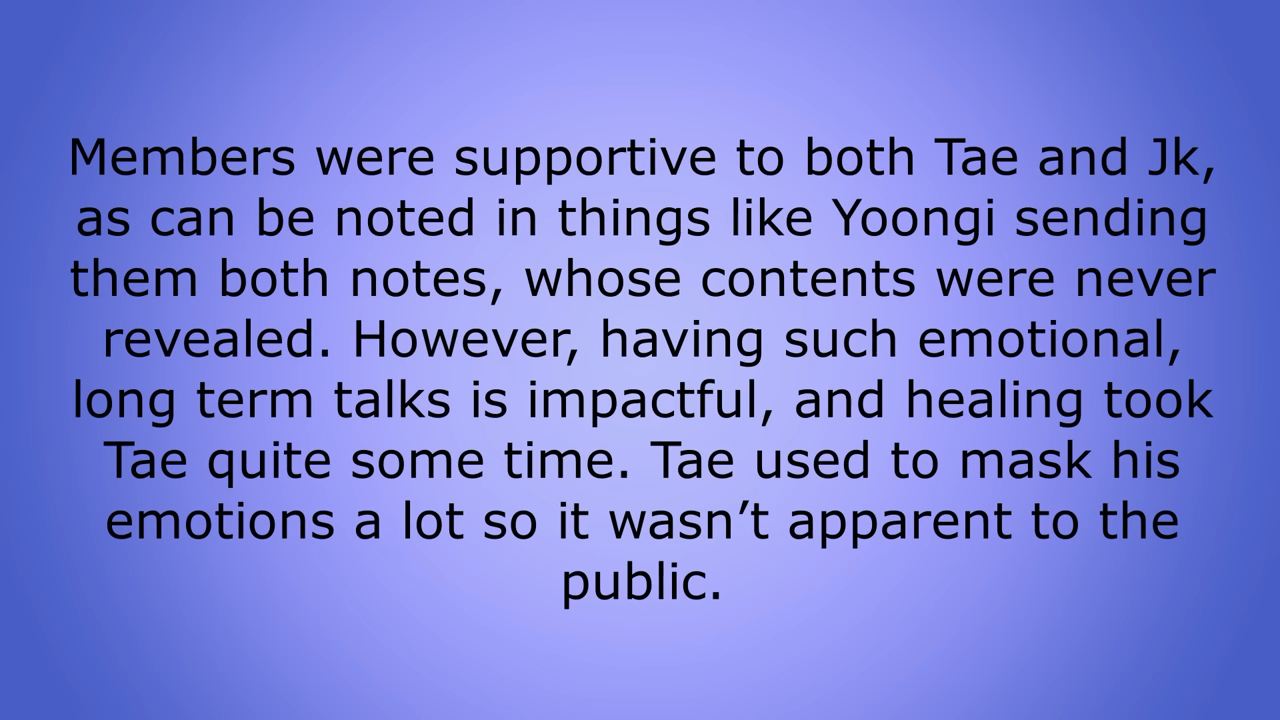 Members were supportive to both Tae and Jk,
as can be noted in things like Yoongi sending
them both notes, whose contents were never
revealed. However, having such emotional,
long term talks is impactful, and healing took
Tae quite some time. Tae used to mask his
emotions a lot so it wasn’t apparent to the
public.